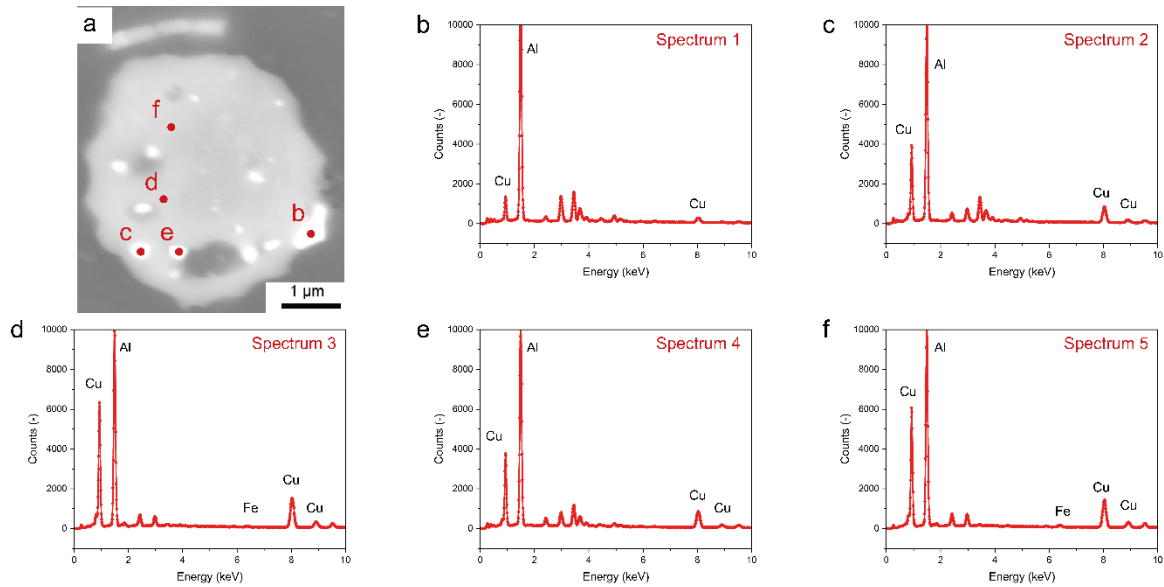 a
f
d
b
c
e
1 μm
b
Spectrum 1
10000
8000
6000
4000
2000
0
Counts (-)
Al
Cu
Cu
0 2 4 6 8 10
Energy (keV)
c
Spectrum 2
10000
8000
6000
4000
2000
0
Counts (-)
Al
Cu
Cu
Cu
0 2 4 6 8 10
Energy (keV)
d
Spectrum 3
10000
8000
6000
4000
2000
0
Counts (-)
Al
Cu
Cu
Fe
Cu
0 2 4 6 8 10
Energy (keV)
e
Spectrum 4
10000
8000
6000
4000
2000
0
Counts (-)
Al
Cu
Cu
Cu
0 2 4 6 8 10
Energy (keV)
f
Spectrum 5
10000
8000
6000
4000
2000
0
Counts (-)
Al
Cu
Cu
Fe
Cu
0 2 4 6 8 10
Energy (keV)